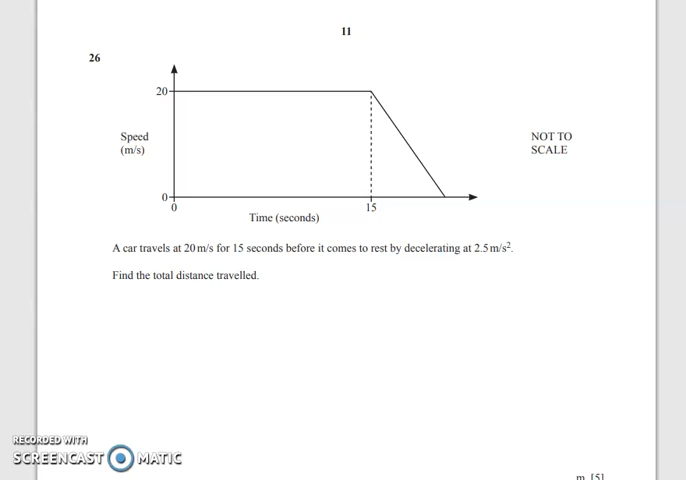 11
26
20
Speed
(m/s)
NOT TO
SCALE
0
0
15
Time (seconds)
A car travels at 20 m/s for 15 seconds before it comes to rest by decelerating at 2.5 m/s².
Find the total distance travelled.
RECORDED WITH
SCREENCAST MATIC
m [5]